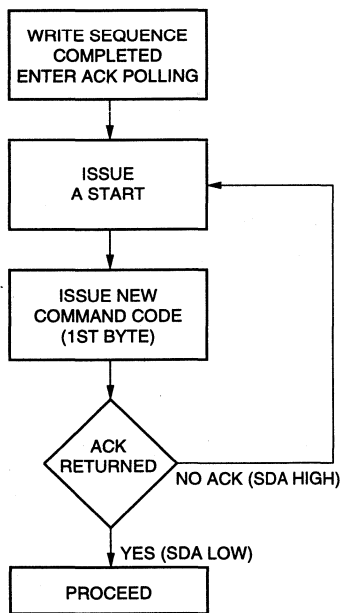 WRITE SEQUENCE
COMPLETED
ENTER ACK POLLING
ISSUE
A START
ISSUE NEW
COMMAND CODE
(1ST BYTE)
ACK
RETURNED
NO ACK (SDA HIGH)
YES (SDA LOW)
PROCEED